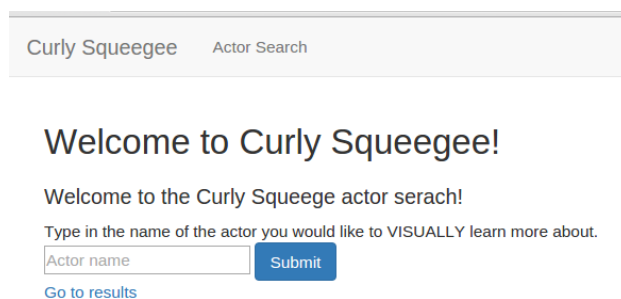 Curly Squeegee Actor Search
Welcome to Curly Squeegee!
Welcome to the Curly Squeege actor serach!
Type in the name of the actor you would like to VISUALLY learn more about.
Actor name Submit
Go to results